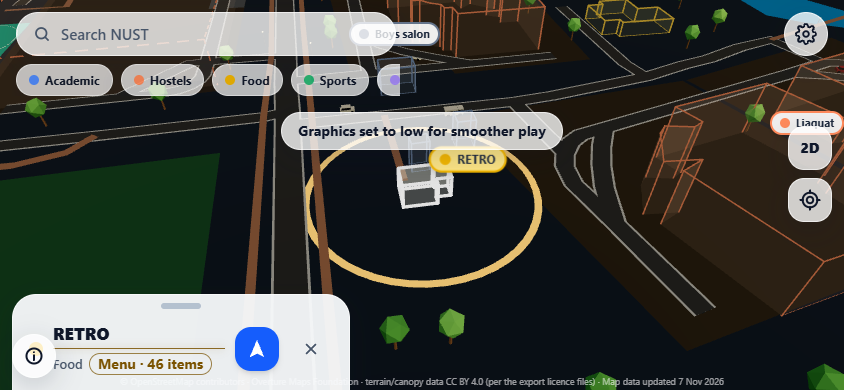 Search NUST
Boys salon
Academic
Hostels
Food
Sports
Graphics set to low for smoother play
Liaquat
RETRO
2D
RETRO
Food
Menu · 46 items
terrain/canopy data CC BY 4.0 (per the export licence files) · Map data updated 7 Nov 2026